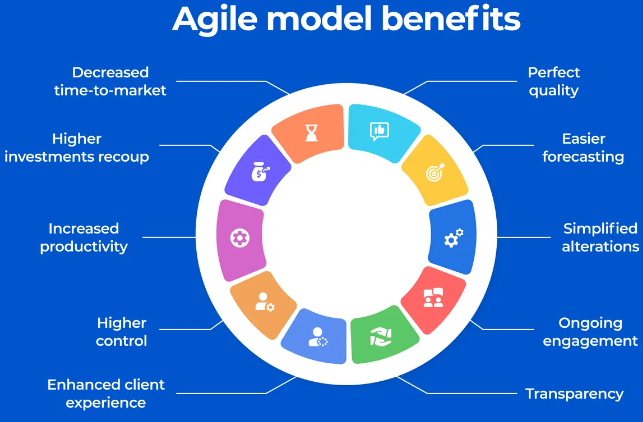 Agile model benefits
Decreased
time-to-market
Perfect
quality
Higher
investments recoup
Easier
forecasting
Increased
productivity
Simplified
alterations
Higher
control
Ongoing
engagement
Enhanced client
experience
Transparency
$